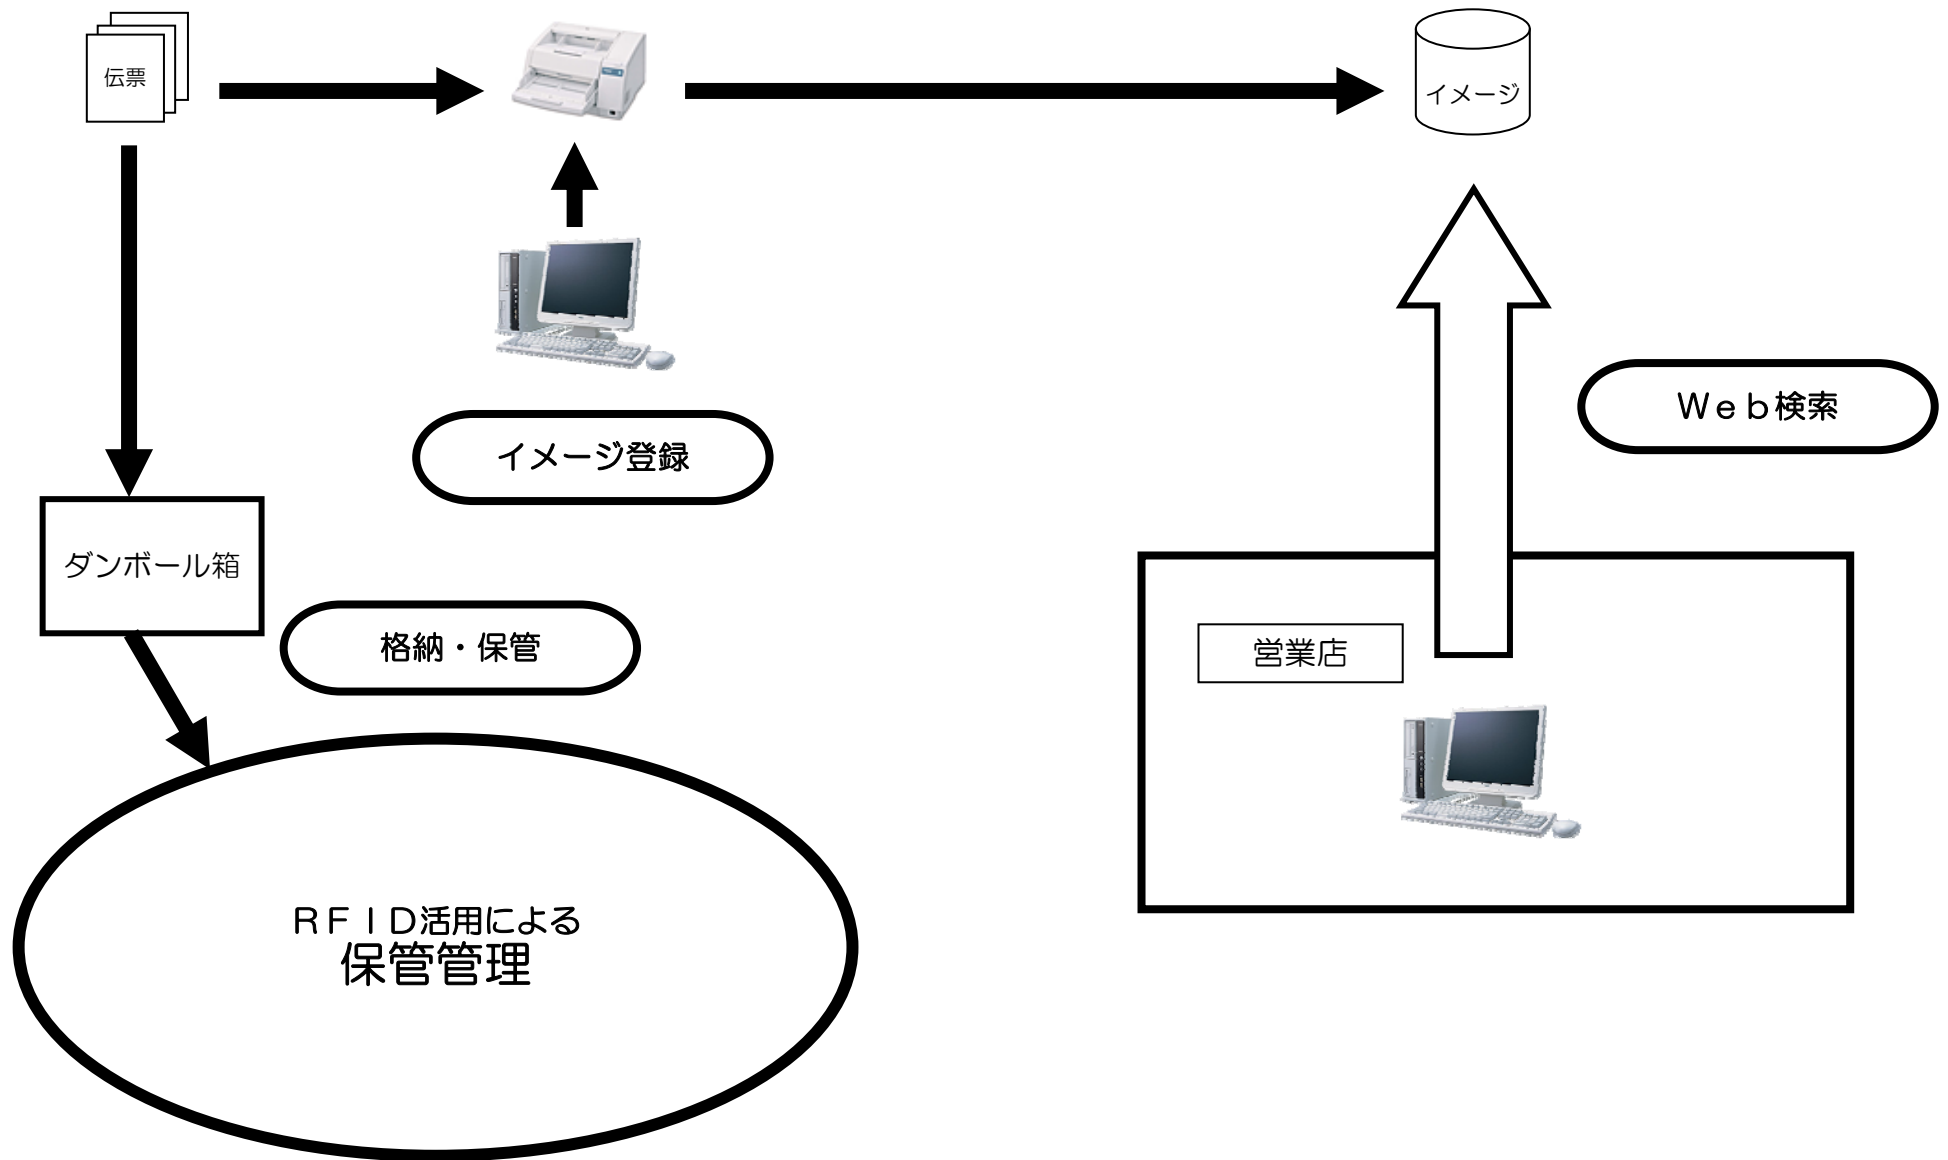 伝票
イメージ
Ｗｅｂ検索
イメージ登録
ダンボール箱
格納・保管
営業店
ＲＦＩＤ活用による
保管管理